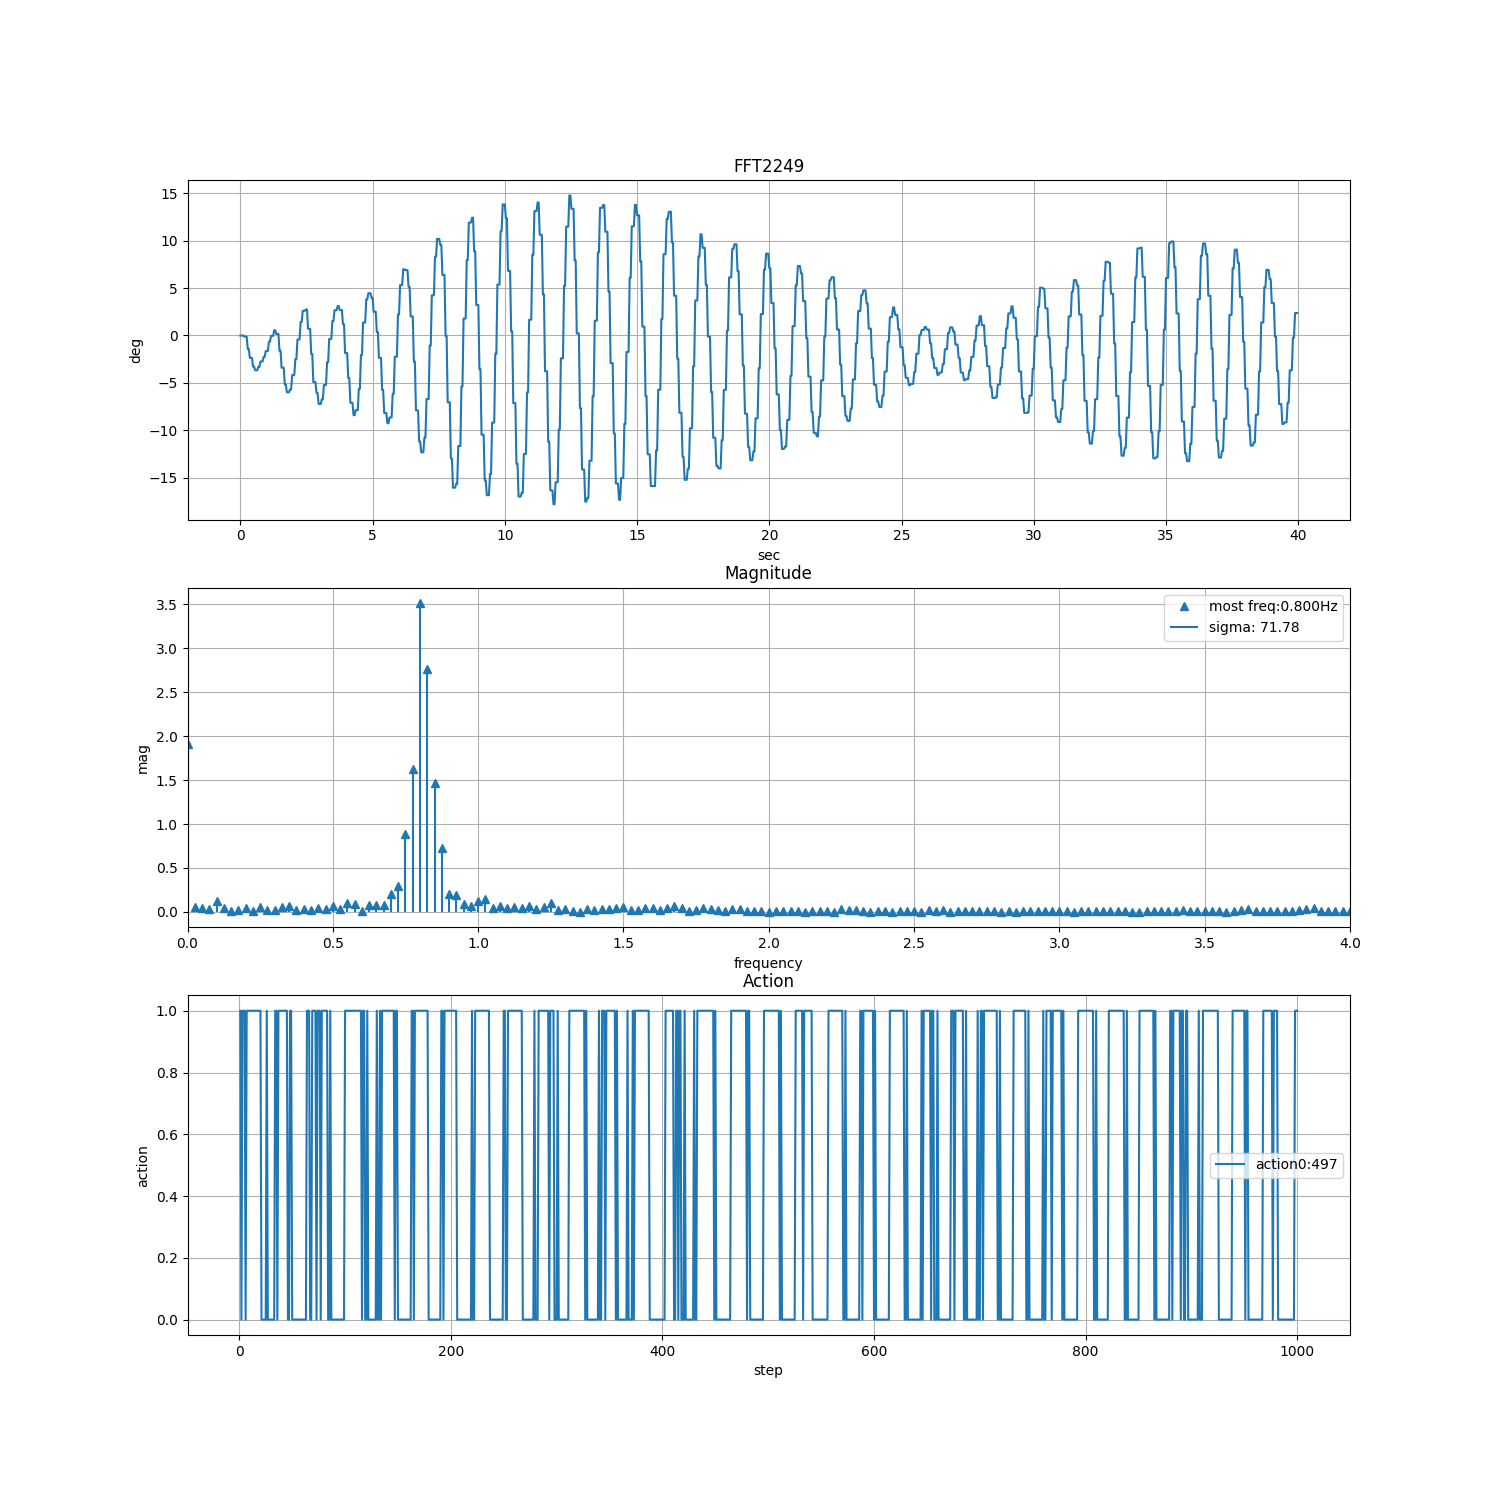 FFT2249
15
10
5
0
−5
−10
−15
deg
0 5 10 15 20 25 30 35 40
sec
Magnitude
3.5
3.0
2.5
2.0
1.5
1.0
0.5
0.0
mag
most freq:0.800Hz
sigma: 71.78
0.0 0.5 1.0 1.5 2.0 2.5 3.0 3.5 4.0
frequency
Action
1.0
0.8
0.6
0.4
0.2
0.0
action
action0:497
0 200 400 600 800 1000
step